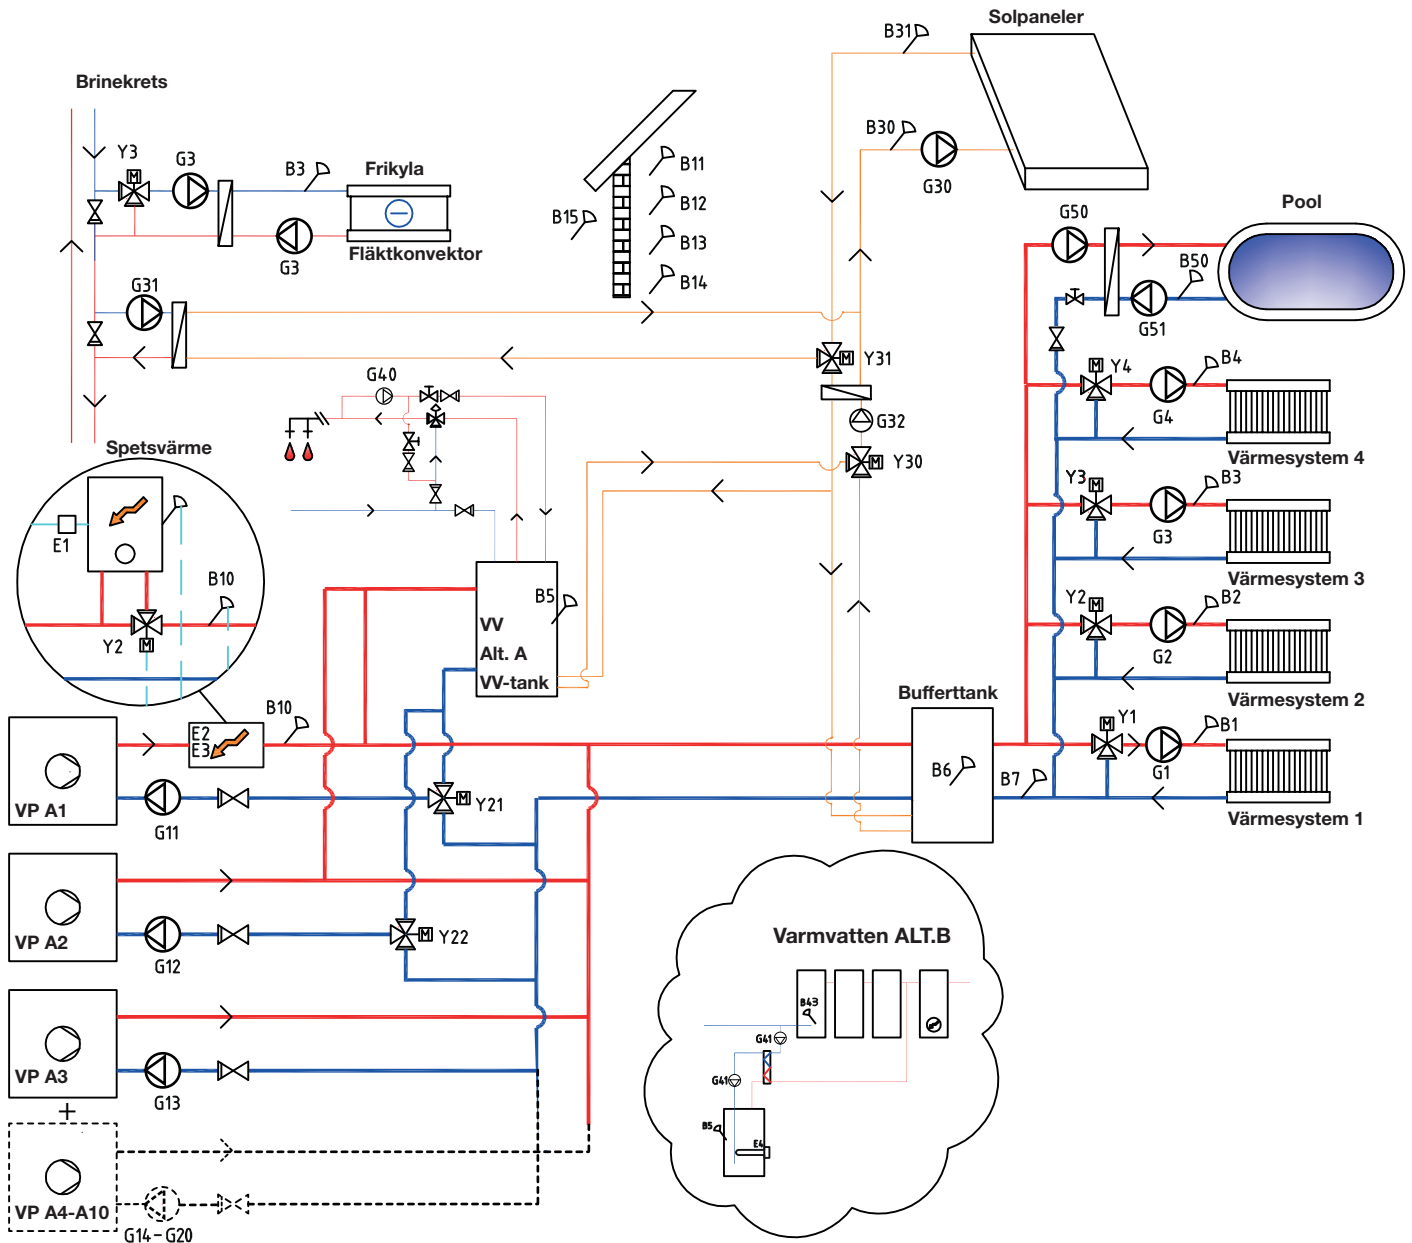 Solpaneler
B31
Brinekrets
B30
G30
Y3
G3
B3
Frikyla
B11
B12
B15
B13
B14
G3
Fläktkonvektor
G50
Pool
B50
G31
G51
Y31
Y4
B4
G4
G40
G32
Värmesystem 4
Spetsvärme
Y30
Y3
B3
G3
E1
Värmesystem 3
B10
Y2
B2
G2
B5
VV
Alt. A
VV-tank
Y2
Värmesystem 2
Bufferttank
B10
E2
E3
Y1
B1
G1
B6
B7
VP A1
G11
Y21
Värmesystem 1
VP A2
G12
Y22
Varmvatten ALT.B
B43
G41
G41
VP A3
G13
+
B5
E4
VP A4-A10
G14-G20
M
M
M
M
M
M
M
M
M
M